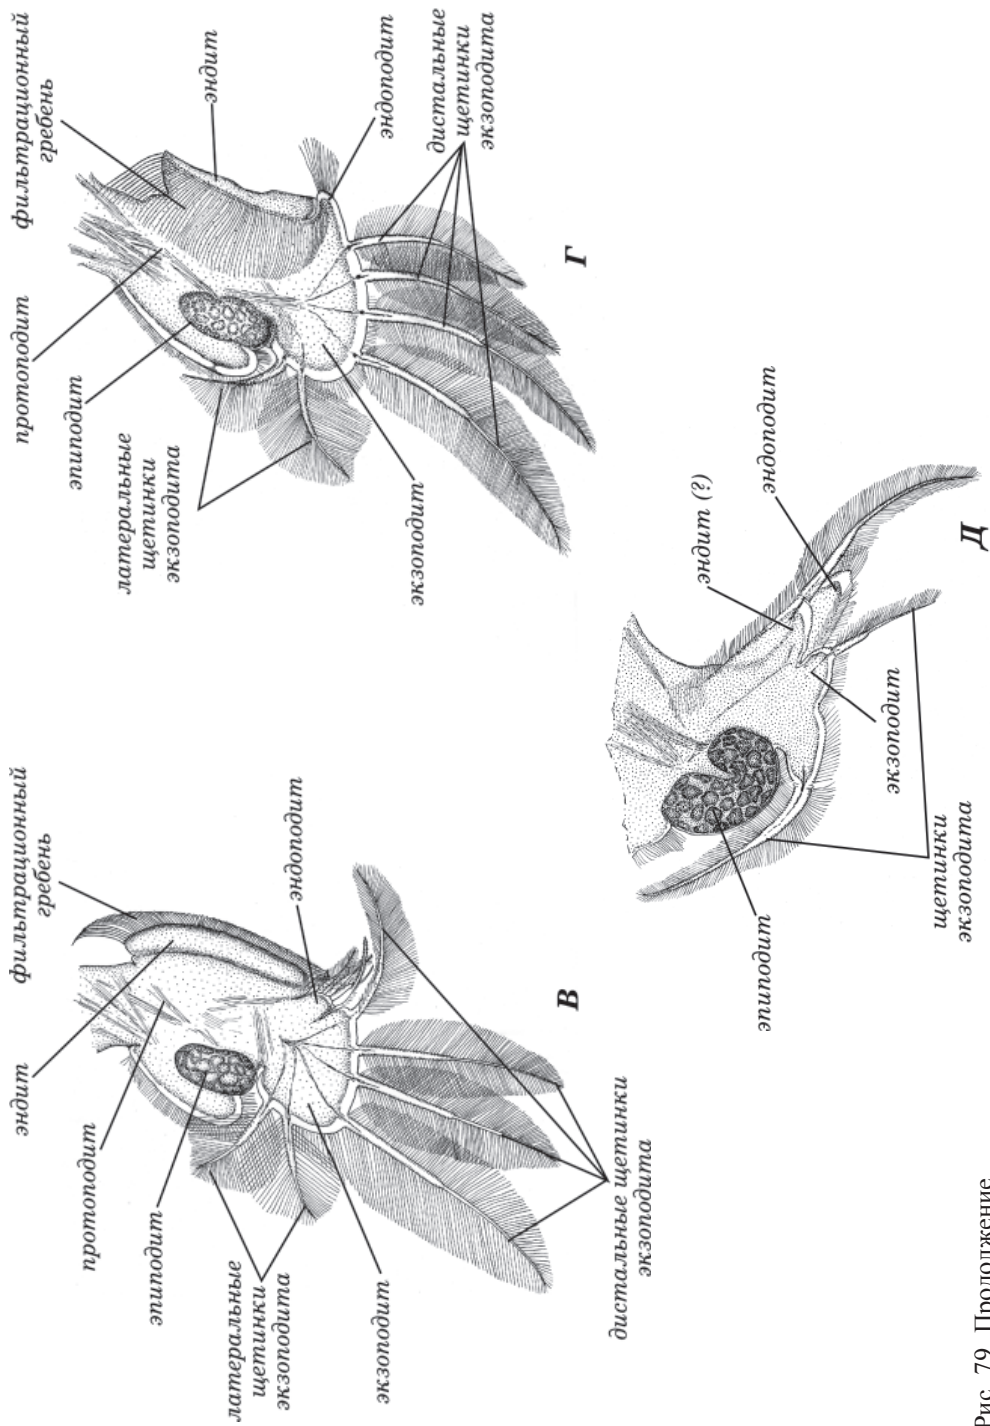 фильтрационный
гребень
эндит
протоподит
эпиподит
латеральные
щетинки
экзоподита
экзоподит
эндоподит
дистальные щетинки
экзоподита
В
фильтрационный
гребень
эндит
протоподит
эпиподит
латеральные
щетинки
экзоподита
экзоподит
эндоподит
дистальные
щетинки
экзоподита
Г
эндит (?)
эндоподит
эпиподит
экзоподит
щетинки
экзоподита
Д
Рис. 79. Продолжение